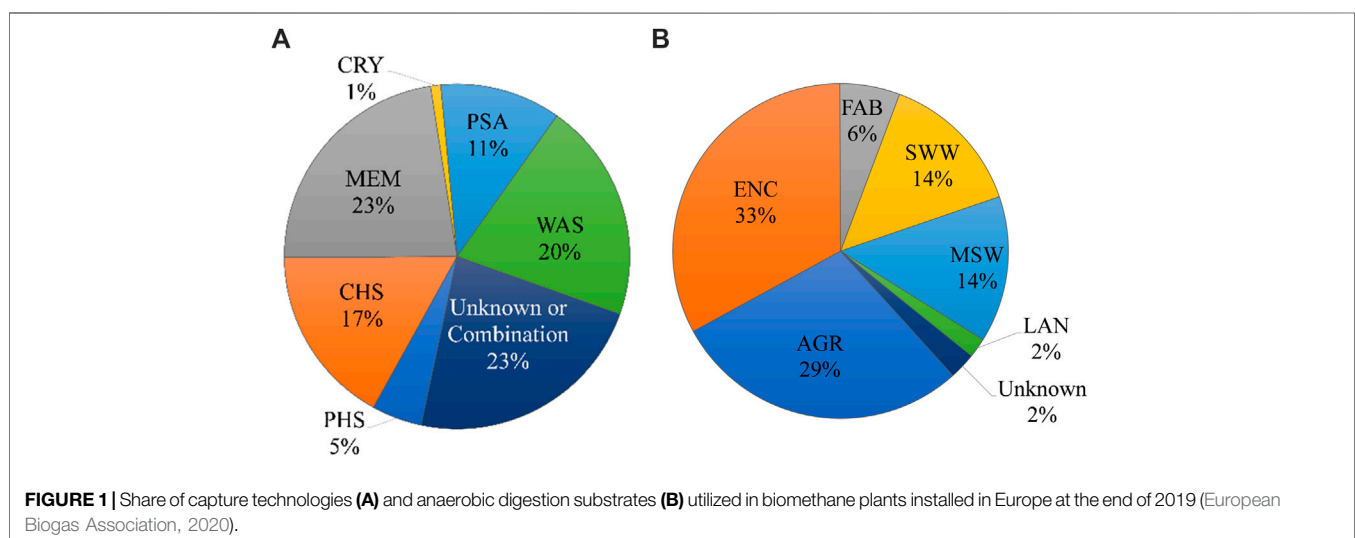 A
CRY
1%
PSA
11%
WAS
20%
Unknown or
Combination
23%
PHS
5%
CHS
17%
MEM
23%
B
FAB
6%
SWW
14%
MSW
14%
LAN
2%
Unknown
2%
AGR
29%
ENC
33%
FIGURE 1 | Share of capture technologies (A) and anaerobic digestion substrates (B) utilized in biomethane plants installed in Europe at the end of 2019 (European
Biogas Association, 2020).